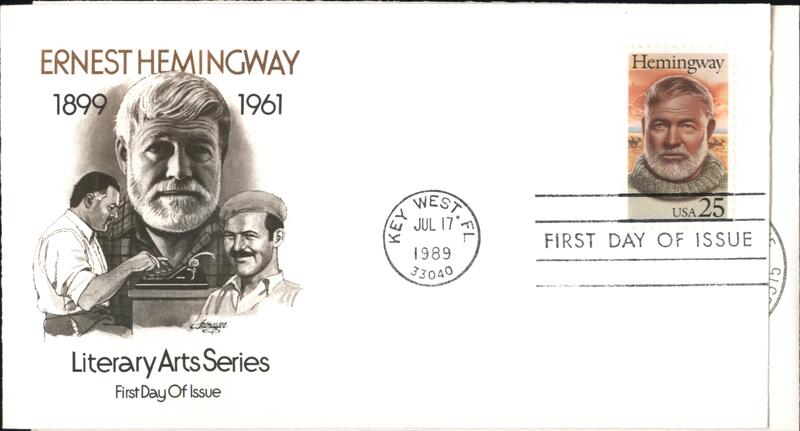 ERNEST HEMINGWAY
1899 1961
Literary Arts Series
First Day Of Issue
KEY WEST, FL
JUL 17
1989
33040
Hemingway
USA 25
FIRST DAY OF ISSUE